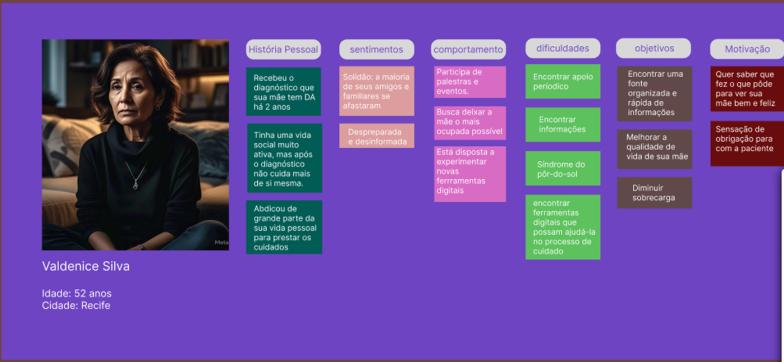 História Pessoal
Recebeu o
diagnóstico que
sua mãe tem DA
há 2 anos
Tinha uma vida
social muito
ativa, mas após
o diagnóstico
não cuida mais
de si mesma.
Abdicou de
grande parte da
sua vida pessoal
para prestar os
cuidados
sentimentos
Solidão: a maioria
de seus amigos e
familiares se
afastaram
Despreparada
e desinformada
comportamento
Participa de
palestras e
eventos.
Busca deixar a
mãe o mais
ocupada possível
Está disposta a
experimentar
novas
ferrramentas
digitais
dificuldades
Encontrar apoio
períodico
Encontrar
informações
Síndrome do
pôr-do-sol
encontrar
ferramentas
digitais que
possam ajudá-la
no processo de
cuidado
objetivos
Encontrar uma
fonte
organizada e
rápida de
informações
Melhorar a
qualidade de
vida de sua mãe
Diminuir
sobrecarga
Motivação
Quer saber que
fez o que pôde
para ver sua
mãe bem e feliz
Sensação de
obrigação para
com a paciente
Meta
Valdenice Silva
Idade: 52 anos
Cidade: Recife